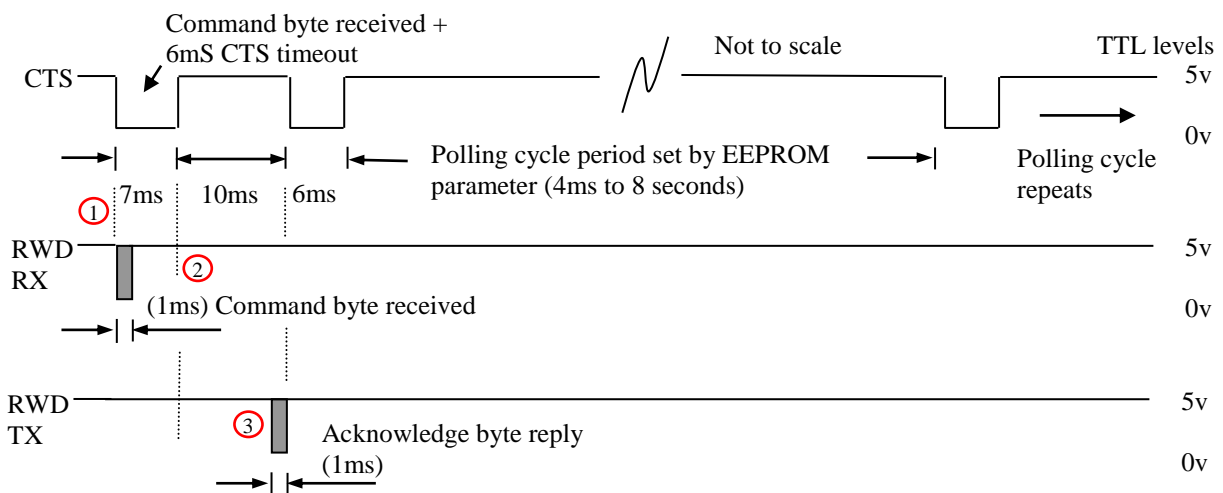 Command byte received +
6mS CTS timeout
Not to scale
TTL levels
CTS
5v
0v
Polling cycle period set by EEPROM
parameter (4ms to 8 seconds)
Polling cycle
repeats
7ms
10ms
6ms
1
RWD
RX
5v
2
(1ms) Command byte received
0v
RWD
TX
5v
3
Acknowledge byte reply
(1ms)
0v